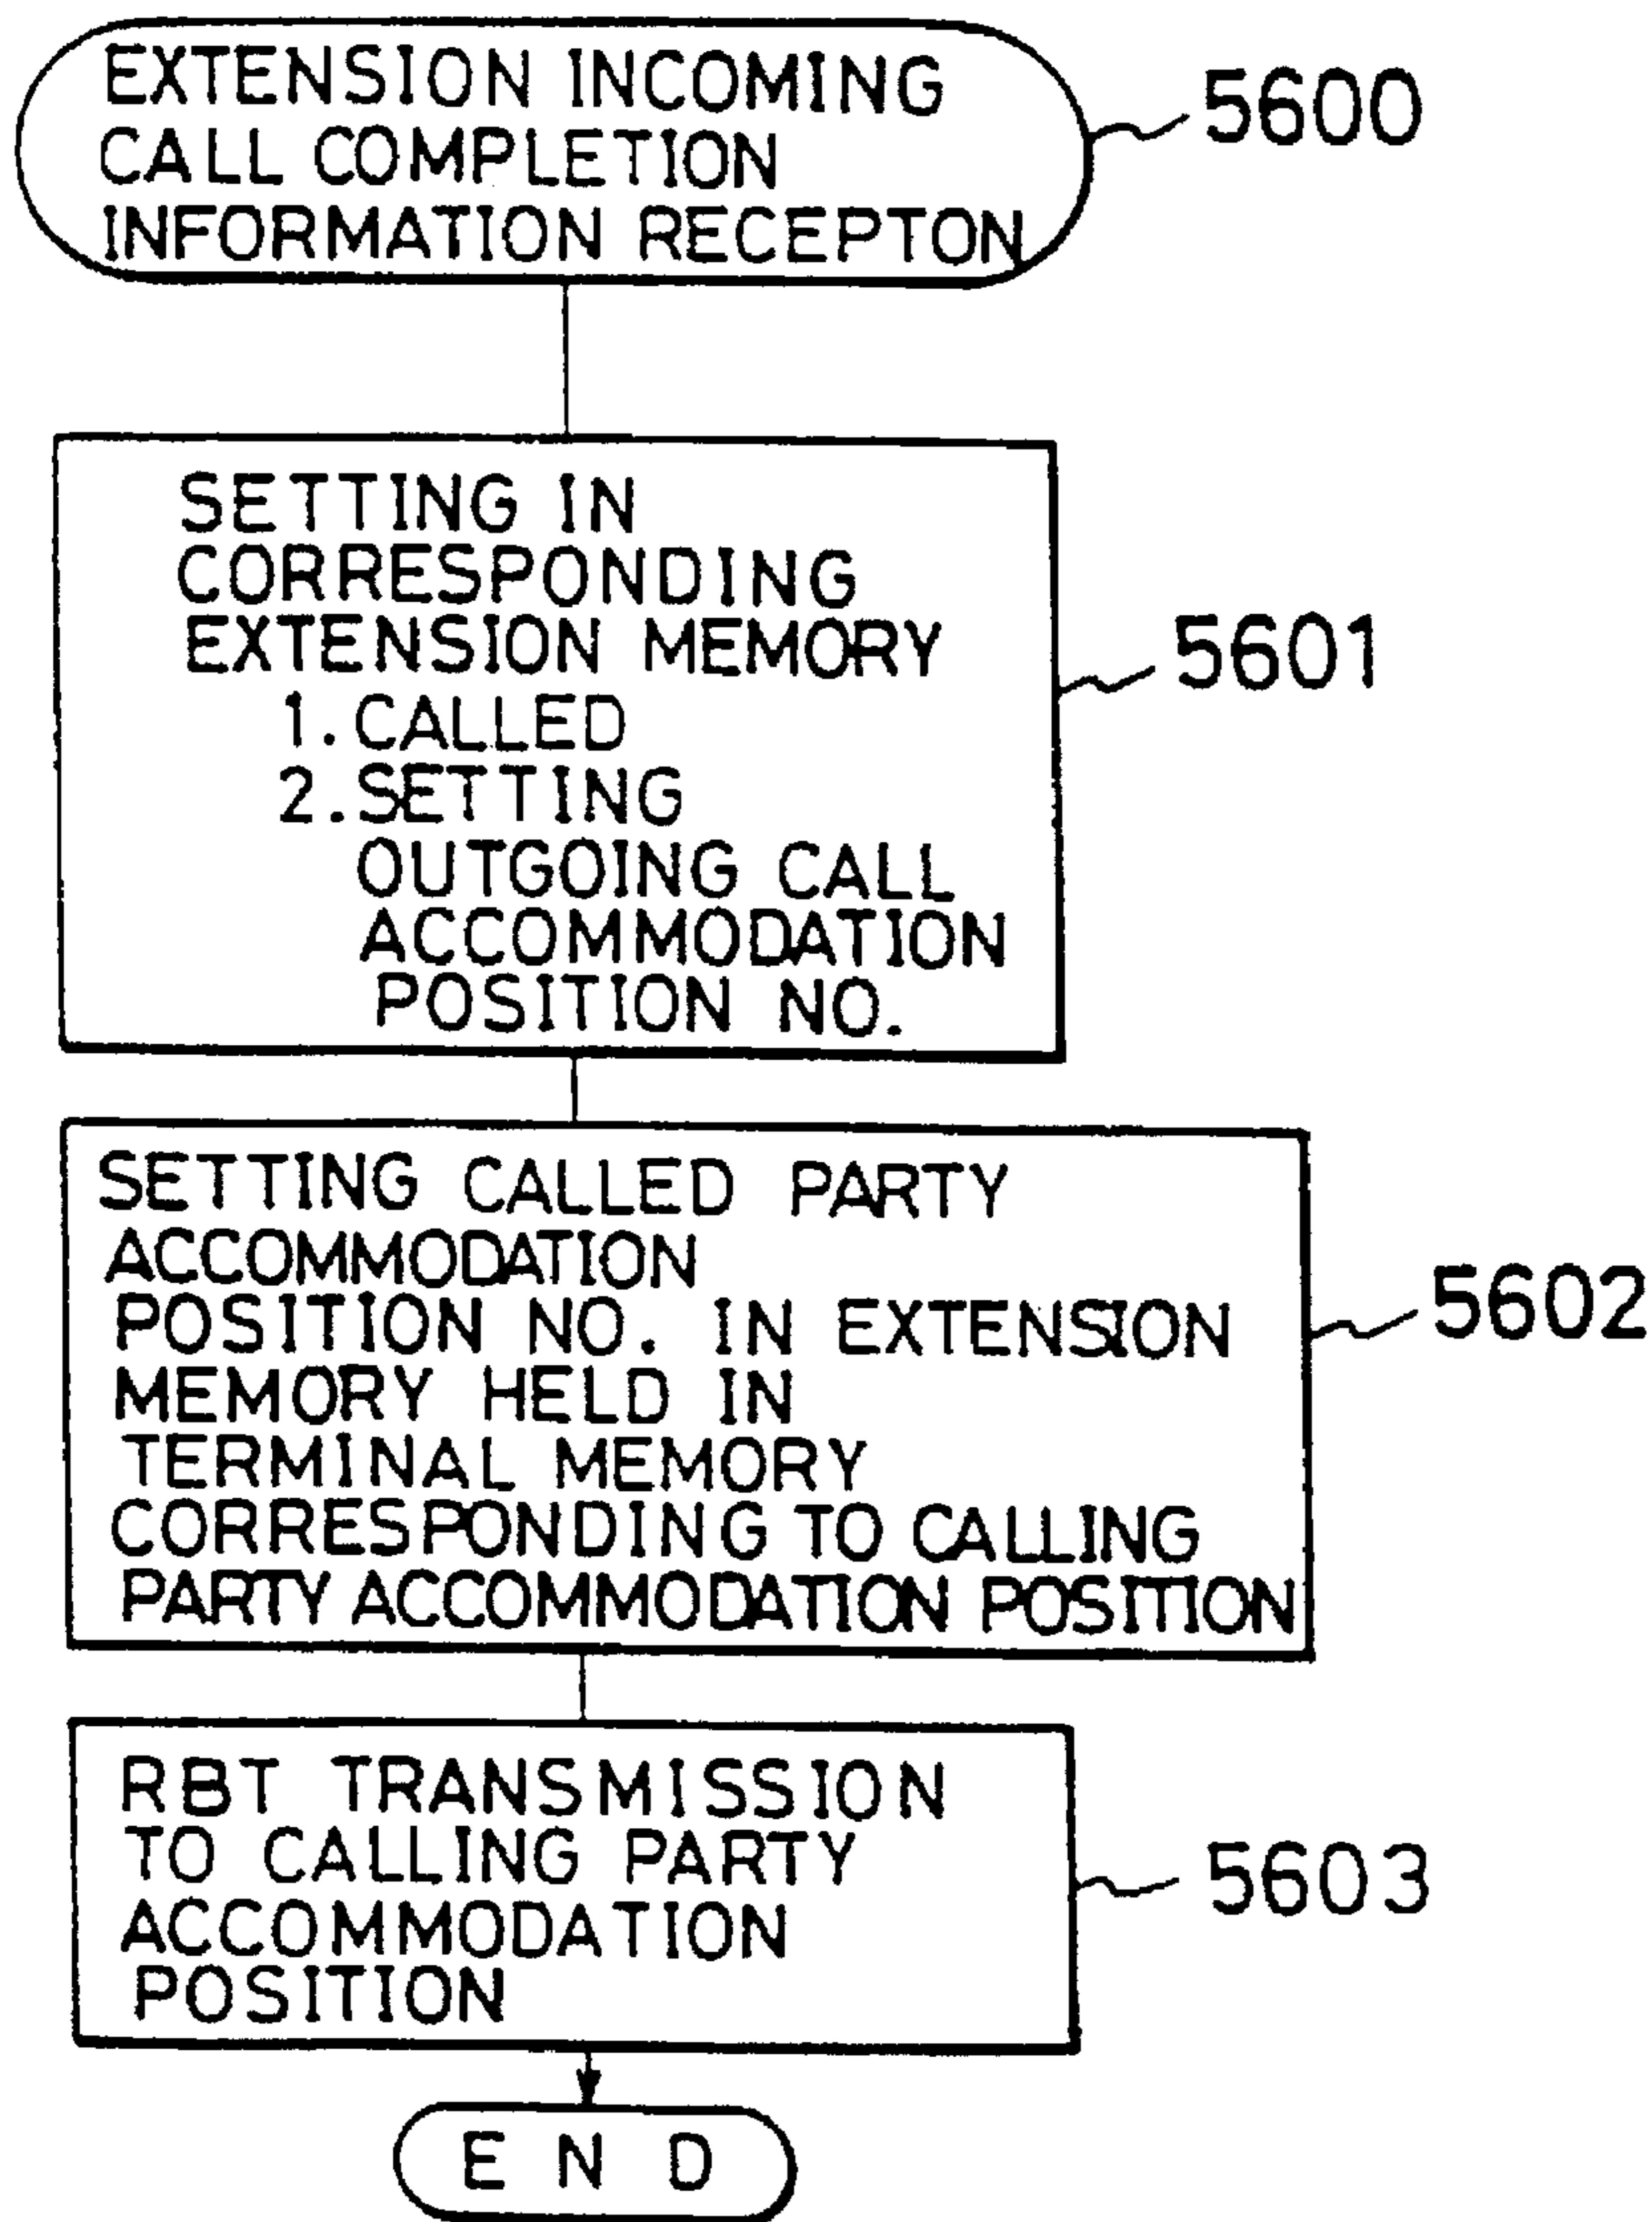 EXTENSION INCOMING
CALL COMPLETION
INFORMATION RECEPTON
5600
SETTING IN
CORRESPONDING
EXTENSION MEMORY
1. CALLED
2. SETTING
OUTGOING CALL
ACCOMMODATION
POSITION NO.
5601
SETTING CALLED PARTY
ACCOMMODATION
POSITION NO. IN EXTENSION
MEMORY HELD IN
TERMINAL MEMORY
CORRESPONDING TO CALLING
PARTY ACCOMMODATION POSITION
5602
RBT TRANSMISSION
TO CALLING PARTY
ACCOMMODATION
POSITION
5603
END